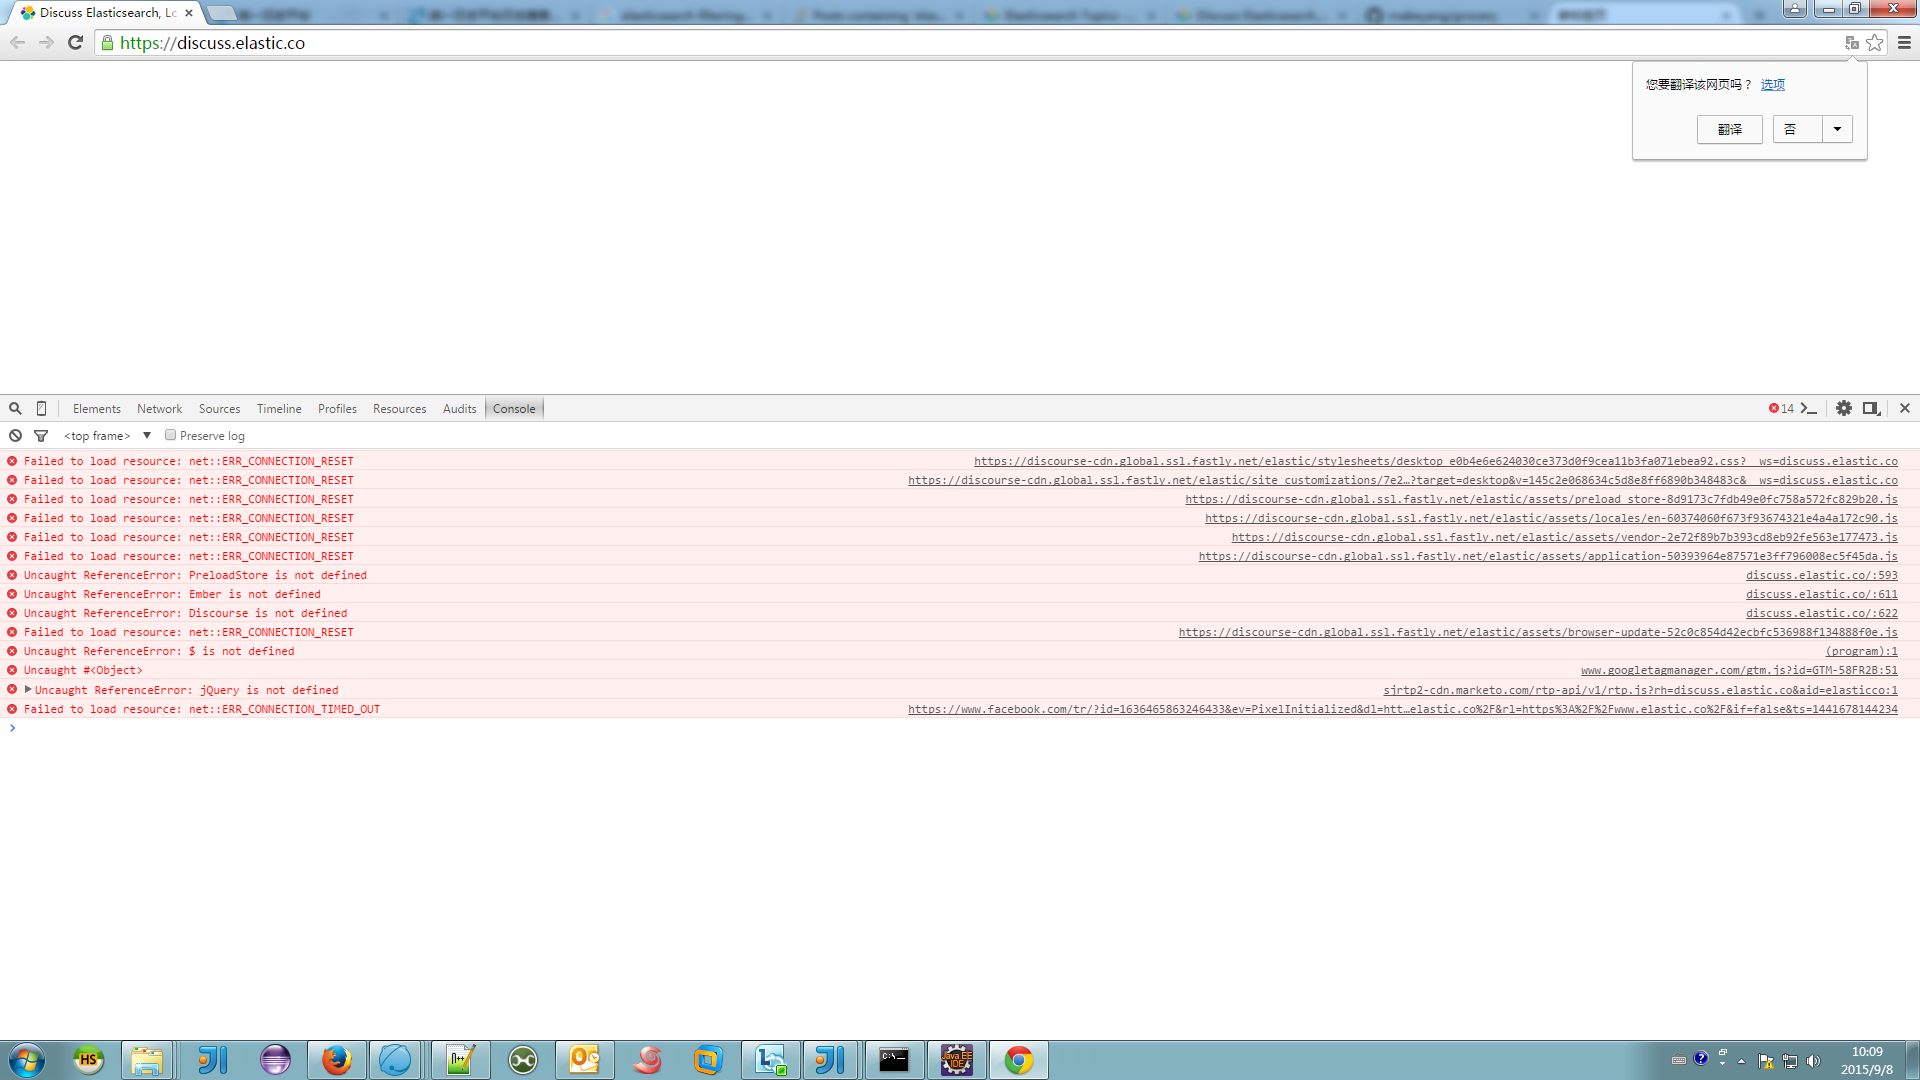 Discuss Elasticsearch, Lo
https://discuss.elastic.co
您要翻译该网页吗？ 选项
翻译 否
Elements Network Sources Timeline Profiles Resources Audits Console 14
<top frame> Preserve log
Failed to load resource: net::ERR_CONNECTION_RESET https://discourse-cdn.global.ssl.fastly.net/elastic/stylesheets/desktop_e0b4e6e624030ce373d0f9cea11b3fa071ebea92.css?__ws=discuss.elastic.co
Failed to load resource: net::ERR_CONNECTION_RESET https://discourse-cdn.global.ssl.fastly.net/elastic/site_customizations/7e2…?target=desktop&v=145c2e068634c5d8e8ff6890b348483c&__ws=discuss.elastic.co
Failed to load resource: net::ERR_CONNECTION_RESET https://discourse-cdn.global.ssl.fastly.net/elastic/assets/preload_store-8d9173c7fdb49e0fc758a572fc829b20.js
Failed to load resource: net::ERR_CONNECTION_RESET https://discourse-cdn.global.ssl.fastly.net/elastic/assets/locales/en-60374060f673f93674321e4a4a172c90.js
Failed to load resource: net::ERR_CONNECTION_RESET https://discourse-cdn.global.ssl.fastly.net/elastic/assets/vendor-2e72f89b7b393cd8eb92fe563e177473.js
Failed to load resource: net::ERR_CONNECTION_RESET https://discourse-cdn.global.ssl.fastly.net/elastic/assets/application-50393964e87571e3ff796008ec5f45da.js
Uncaught ReferenceError: PreloadStore is not defined discuss.elastic.co/:593
Uncaught ReferenceError: Ember is not defined discuss.elastic.co/:611
Uncaught ReferenceError: Discourse is not defined discuss.elastic.co/:622
Failed to load resource: net::ERR_CONNECTION_RESET https://discourse-cdn.global.ssl.fastly.net/elastic/assets/browser-update-52c0c854d42ecbfc536988f134888f0e.js
Uncaught ReferenceError: $ is not defined (program):1
Uncaught #<Object> www.googletagmanager.com/gtm.js?id=GTM-58FR2B:51
Uncaught ReferenceError: jQuery is not defined sjrtp2-cdn.marketo.com/rtp-api/v1/rtp.js?rh=discuss.elastic.co&aid=elasticco:1
Failed to load resource: net::ERR_CONNECTION_TIMED_OUT https://www.facebook.com/tr/?id=1636465863246433&ev=PixelInitialized&dl=htt…elastic.co%2F&rl=https%3A%2F%2Fwww.elastic.co%2F&if=false&ts=1441678144234
HS
Java EE
IDE
10:09
2015/9/8